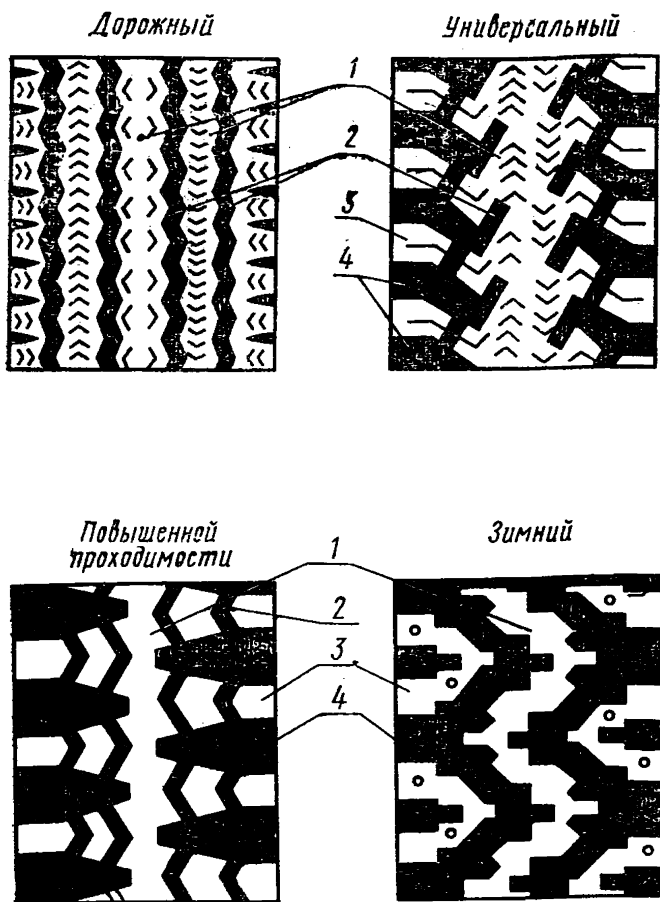 Дорожный
Универсальный
1
2
3
4
Повышенной
проходимости
Зимний
1
2
3
4